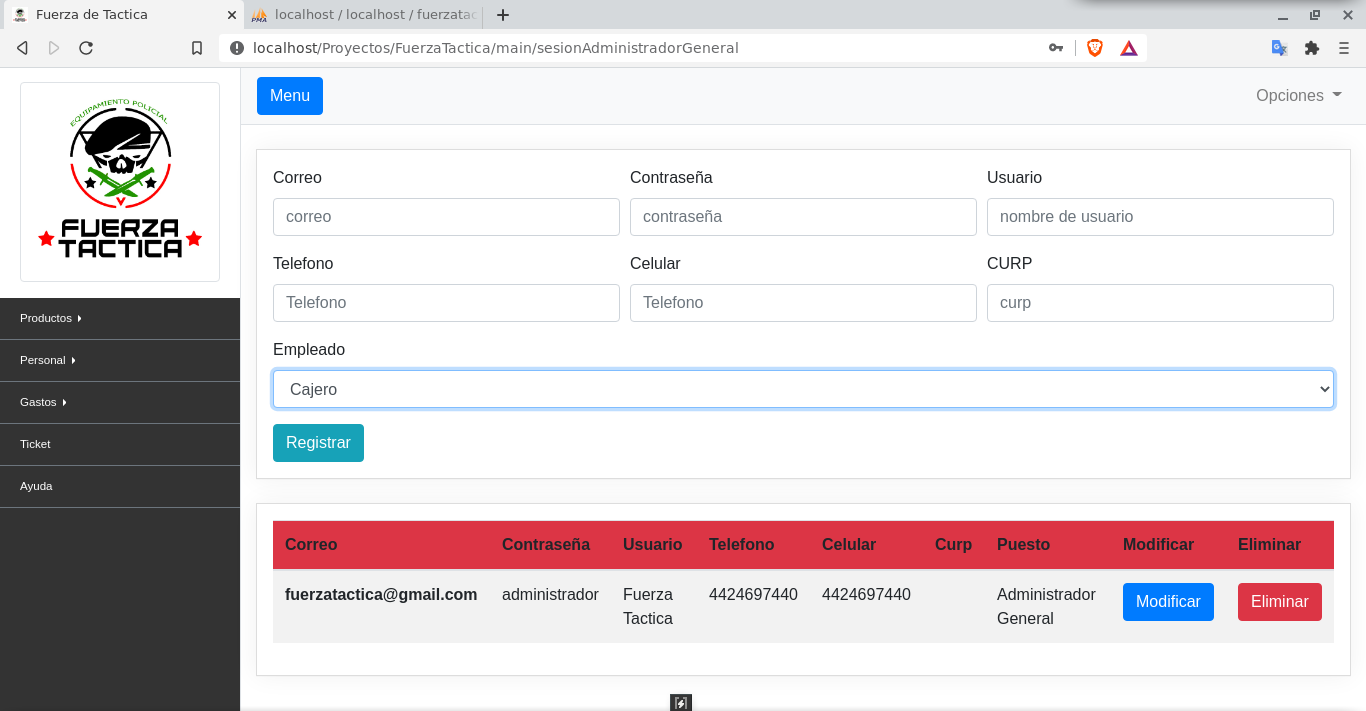 Fuerza de Tactica
localhost / localhost / fuerzatac
localhost/Proyectos/FuerzaTactica/main/sesionAdministradorGeneral
EQUIPAMIENTO POLICIAL
FUERZA
TACTICA
Menu
Opciones
Productos
Personal
Gastos
Ticket
Ayuda
Correo Contraseña Usuario
correo contraseña nombre de usuario
Telefono Celular CURP
Telefono Telefono curp
Empleado
Cajero
Registrar
Correo Contraseña Usuario Telefono Celular Curp Puesto Modificar Eliminar
fuerzatactica@gmail.com administrador Fuerza 4424697440 4424697440 Administrador Modificar Eliminar
Tactica General